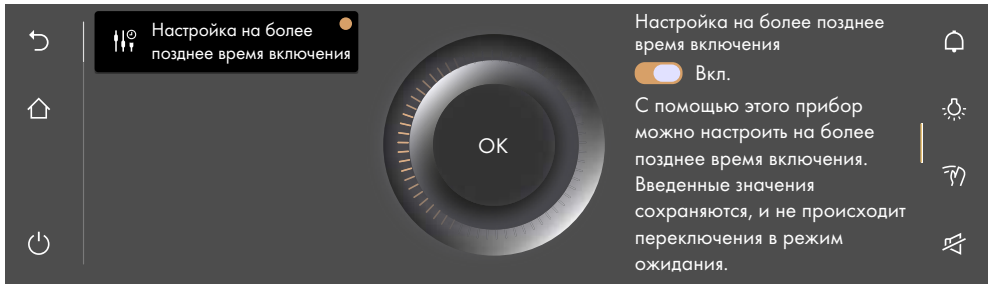 Настройка на более
позднее время включения
OK
Настройка на более позднее
время включения
Вкл.
С помощью этого прибор
можно настроить на более
позднее время включения.
Введенные значения
сохраняются, и не происходит
переключения в режим
ожидания.